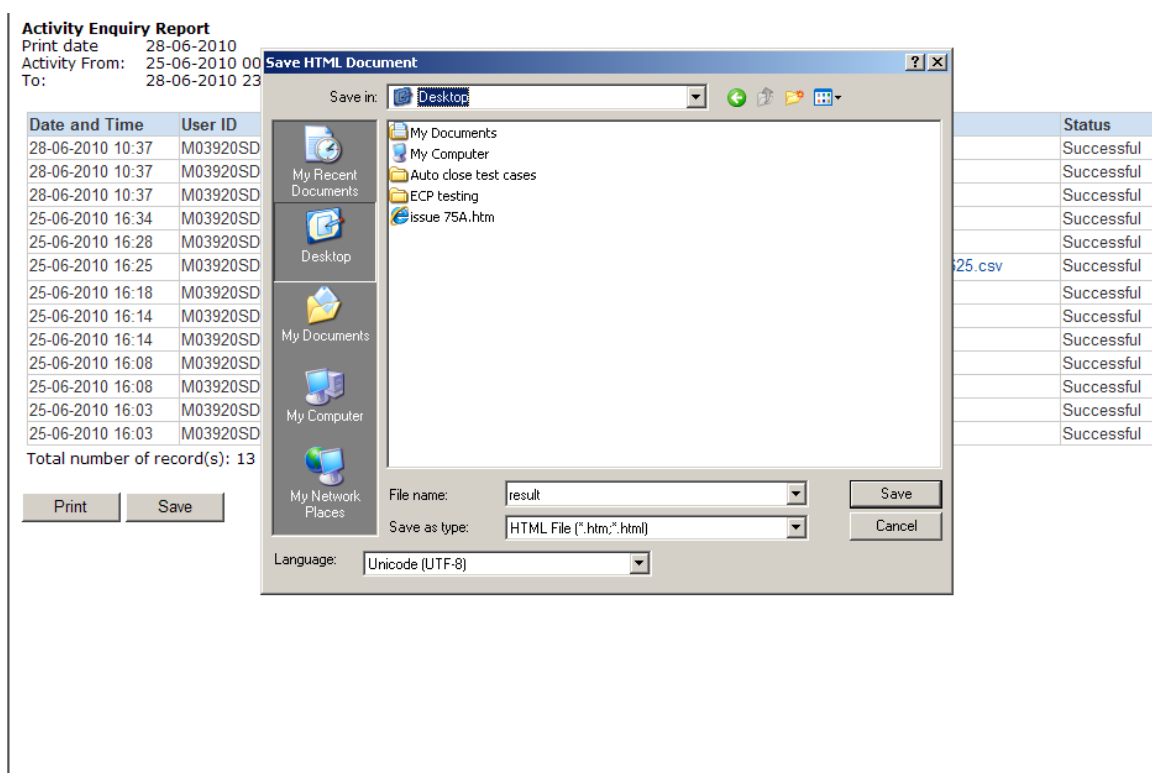 Activity Enquiry Report
Print date 28-06-2010
Activity From: 25-06-2010 00
To: 28-06-2010 23
Save HTML Document
Save in: Desktop
Date and Time User ID Status
28-06-2010 10:37 M03920SD Successful
28-06-2010 10:37 M03920SD Successful
28-06-2010 10:37 M03920SD Successful
25-06-2010 16:34 M03920SD Successful
25-06-2010 16:28 M03920SD Successful
25-06-2010 16:25 M03920SD 25.csv Successful
25-06-2010 16:18 M03920SD Successful
25-06-2010 16:14 M03920SD Successful
25-06-2010 16:14 M03920SD Successful
25-06-2010 16:08 M03920SD Successful
25-06-2010 16:08 M03920SD Successful
25-06-2010 16:03 M03920SD Successful
25-06-2010 16:03 M03920SD Successful
Total number of record(s): 13
Print Save
My Recent
Documents
Desktop
My Documents
My Computer
My Network
Places
My Documents
My Computer
Auto close test cases
ECP testing
issue 75A.htm
File name: result Save
Save as type: HTML File (*.htm;*.html) Cancel
Language: Unicode (UTF-8)